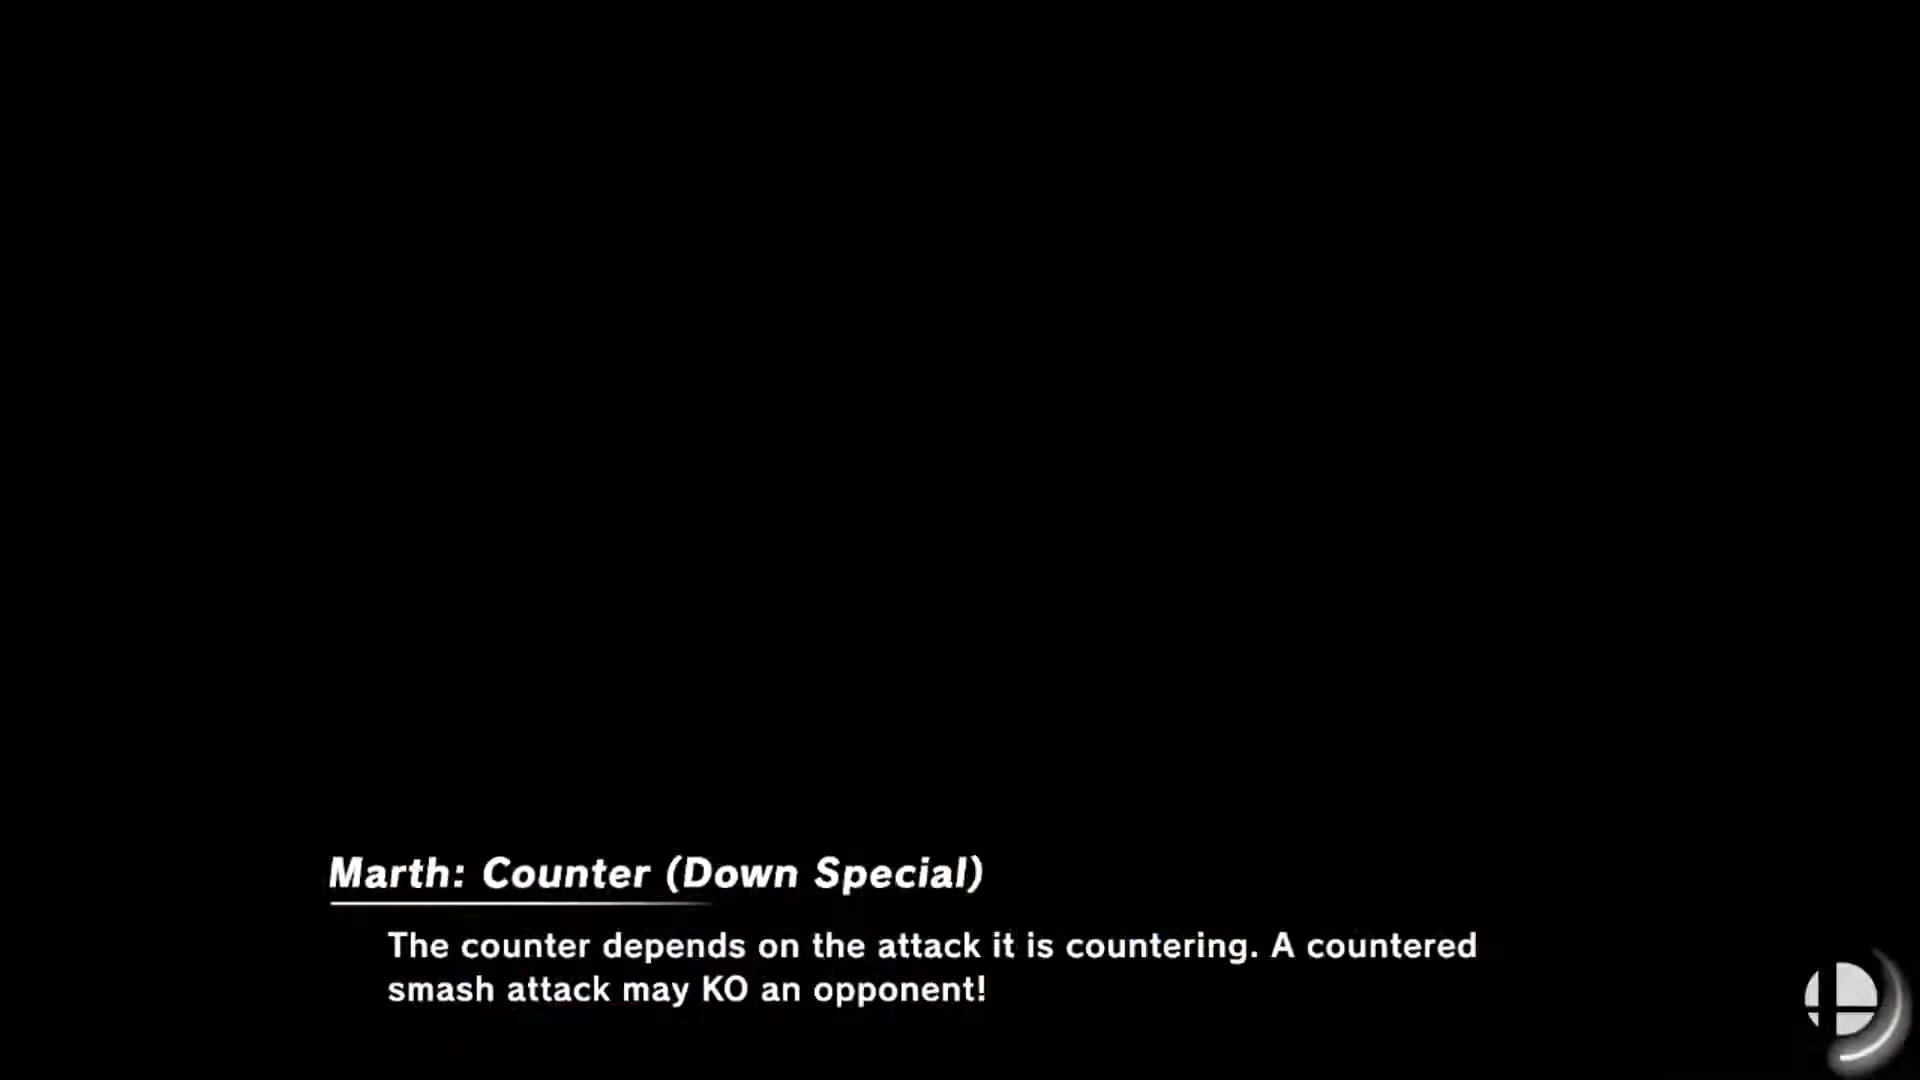 Marth: Counter (Down Special)
The counter depends on the attack it is countering. A countered
smash attack may KO an opponent!